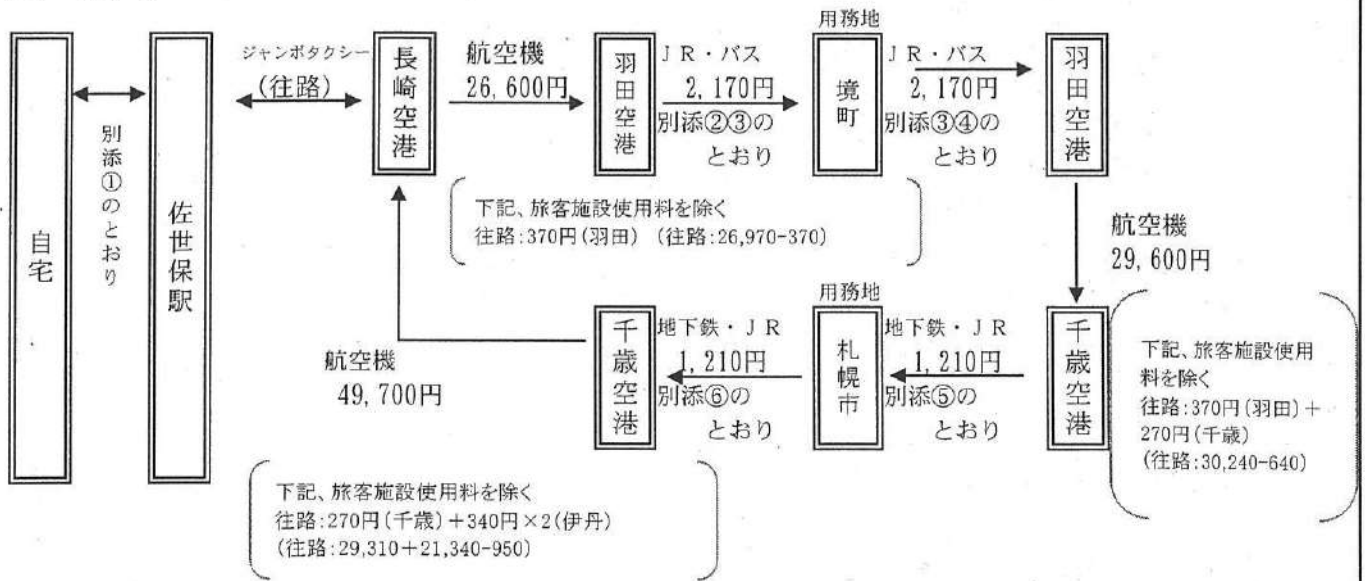 自宅
別添①のとおり
佐世保駅
ジャンボタクシー
(往路)
長崎空港
航空機
26,600円
羽田空港
JR・バス
2,170円
別添②③の
とおり
用務地
境町
JR・バス
2,170円
別添③④の
とおり
羽田空港
下記、旅客施設使用料を除く
往路:370円(羽田) (往路:26,970-370)
航空機
29,600円
千歳空港
下記、旅客施設使用
料を除く
往路:370円(羽田)+
270円(千歳)
(往路:30,240-640)
地下鉄・JR
1,210円
別添⑤の
とおり
用務地
札幌市
地下鉄・JR
1,210円
別添⑥の
とおり
千歳空港
航空機
49,700円
下記、旅客施設使用料を除く
往路:270円(千歳)+340円×2(伊丹)
(往路:29,310+21,340-950)